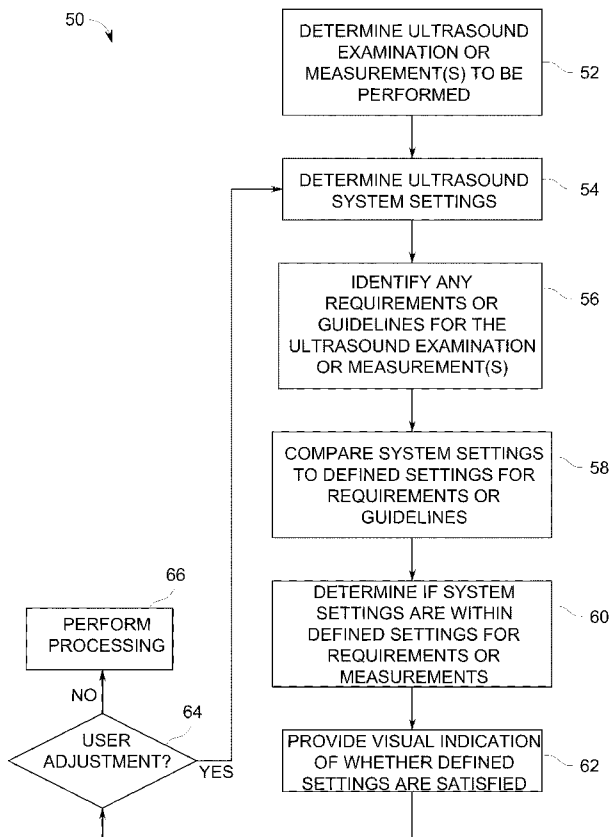 50
DETERMINE ULTRASOUND
EXAMINATION OR
MEASUREMENT(S) TO BE
PERFORMED
52
DETERMINE ULTRASOUND
SYSTEM SETTINGS
54
IDENTIFY ANY
REQUIREMENTS OR
GUIDELINES FOR THE
ULTRASOUND EXAMINATION
OR MEASUREMENT(S)
56
COMPARE SYSTEM SETTINGS
TO DEFINED SETTINGS FOR
REQUIREMENTS OR
GUIDELINES
58
DETERMINE IF SYSTEM
SETTINGS ARE WITHIN
DEFINED SETTINGS FOR
REQUIREMENTS OR
MEASUREMENTS
60
PROVIDE VISUAL INDICATION
OF WHETHER DEFINED
SETTINGS ARE SATISFIED
62
USER
ADJUSTMENT?
64
YES
NO
PERFORM
PROCESSING
66